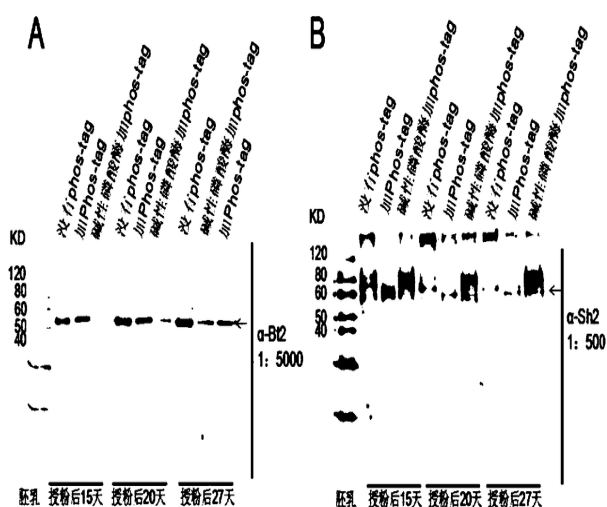 A
没有phos-tag
加Phos-tag
碱性磷酸酶加phos-tag
没有phos-tag
加Phos-tag
碱性磷酸酶加phos-tag
没有phos-tag
碱性磷酸酶加phos-tag
加Phos-tag
KD
120
80
60
50
40
α-Bt2
1：5000
胚乳
授粉后15天
授粉后20天
授粉后27天
B
没有phos-tag
加Phos-tag
碱性磷酸酶加phos-tag
没有phos-tag
加Phos-tag
碱性磷酸酶加phos-tag
没有phos-tag
加Phos-tag
碱性磷酸酶加phos-tag
KD
120
80
60
50
40
α-Sh2
1：500
胚乳
授粉后15天
授粉后20天
授粉后27天